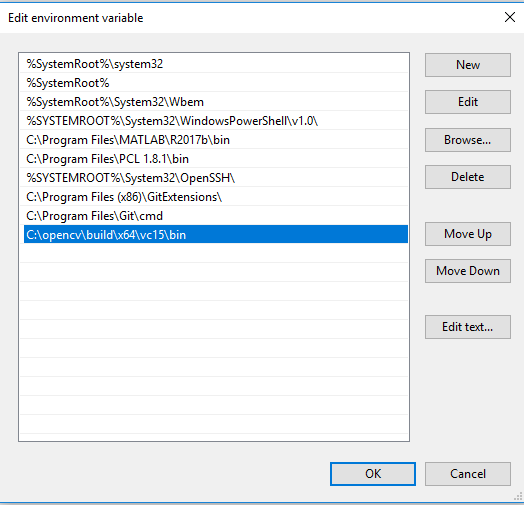 Edit environment variable
%SystemRoot%\system32
New
%SystemRoot%
%SystemRoot%\System32\Wbem
Edit
%SYSTEMROOT%\System32\WindowsPowerShell\v1.0\
C:\Program Files\MATLAB\R2017b\bin
Browse...
C:\Program Files\PCL 1.8.1\bin
%SYSTEMROOT%\System32\OpenSSH\
Delete
C:\Program Files (x86)\GitExtensions\
C:\Program Files\Git\cmd
C:\opencv\build\x64\vc15\bin
Move Up
Move Down
Edit text...
OK
Cancel